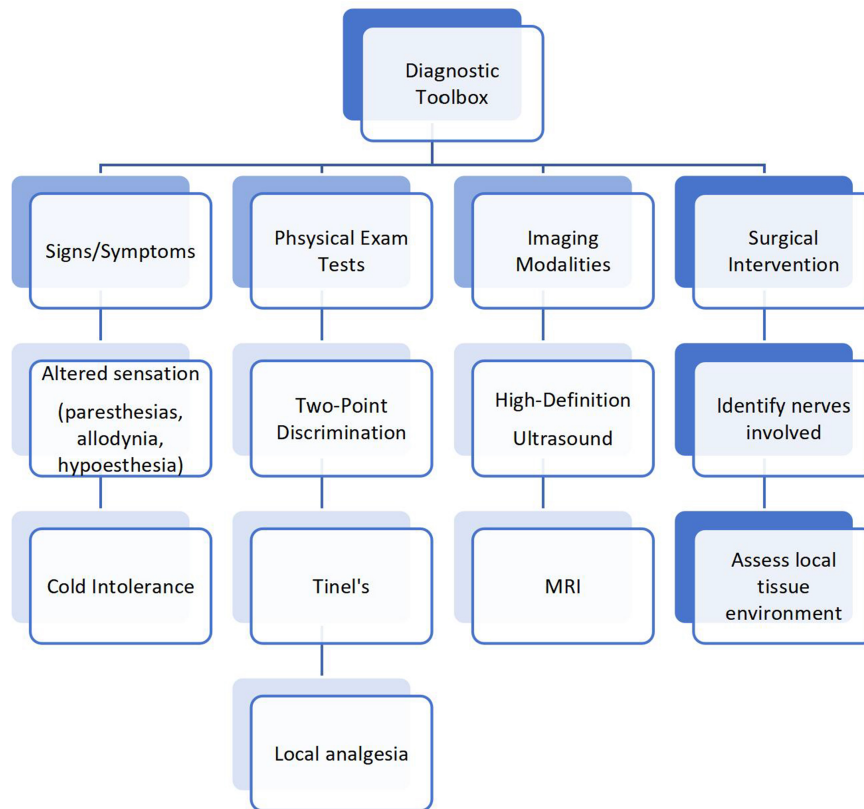 Diagnostic
Toolbox
Signs/Symptoms
Phsysical Exam
Tests
Imaging
Modalities
Surgical
Intervention
Altered sensation
(paresthesias,
allodynia,
hypoesthesia)
Two-Point
Discrimination
High-Definition
Ultrasound
Identify nerves
involved
Cold Intolerance
Tinel's
MRI
Assess local
tissue
environment
Local analgesia